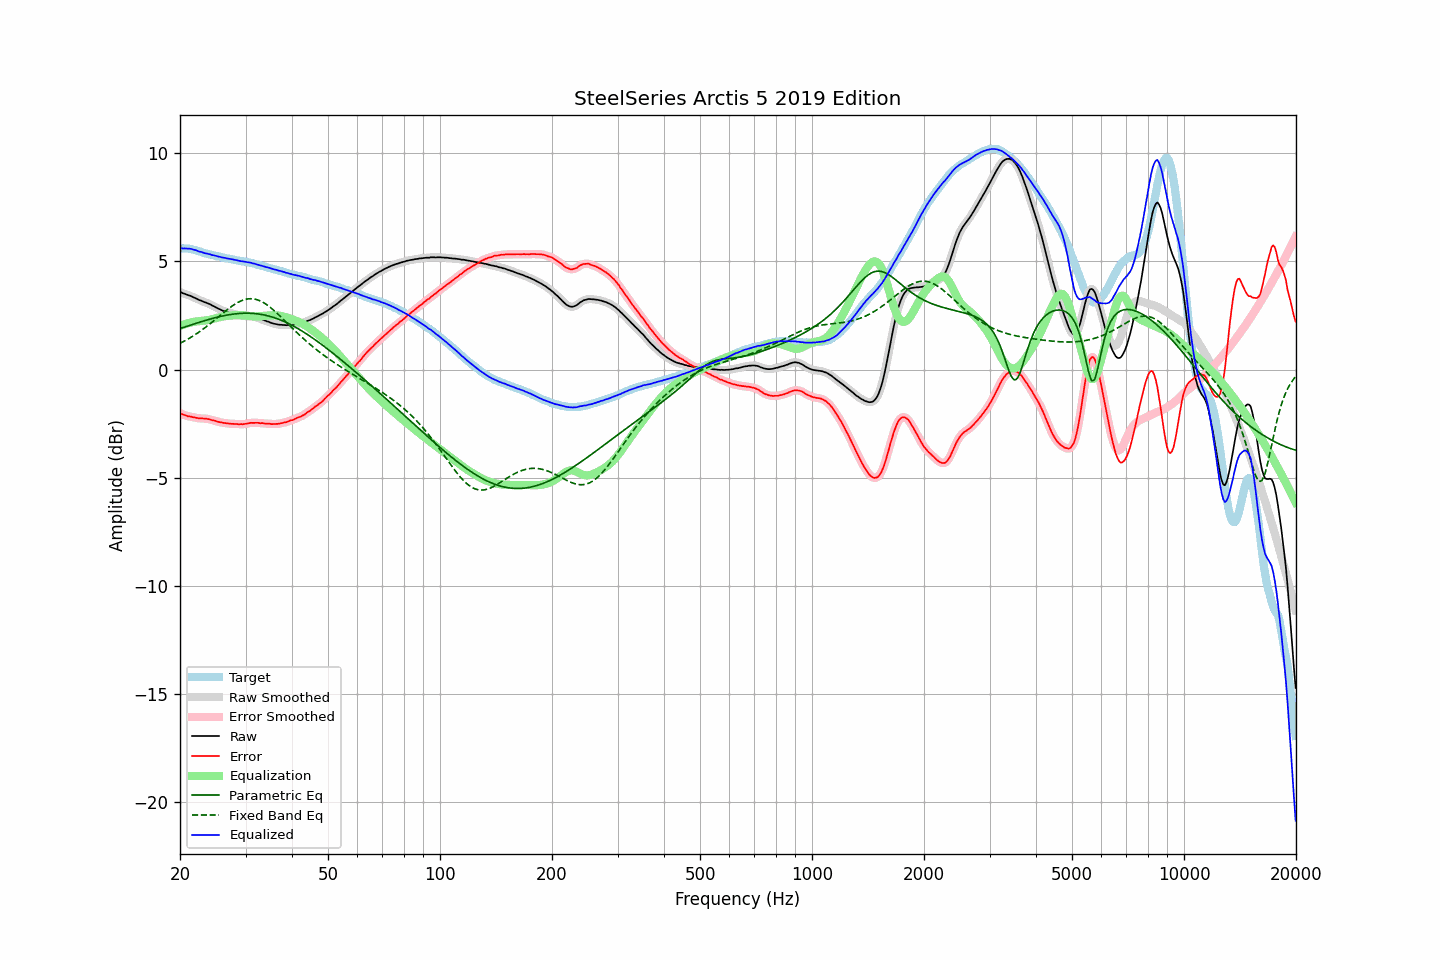 SteelSeries Arctis 5 2019 Edition
Amplitude (dBr)
10
5
0
−5
−10
−15
−20
Target
Raw Smoothed
Error Smoothed
Raw
Error
Equalization
Parametric Eq
Fixed Band Eq
Equalized
20 50 100 200 500 1000 2000 5000 10000 20000
Frequency (Hz)